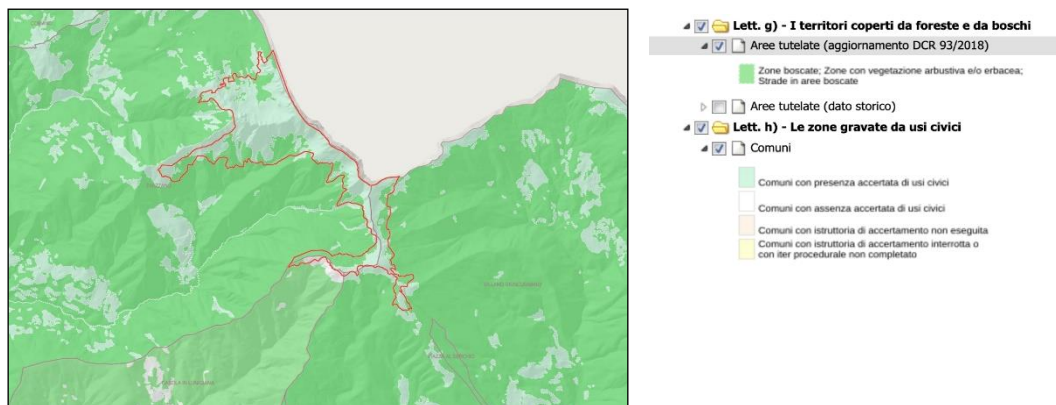 Lett. g) - I territori coperti da foreste e da boschi
Aree tutelate (aggiornamento DCR 93/2018)
Zone boscate; Zone con vegetazione arbustiva e/o erbacea;
Strade in aree boscate
Aree tutelate (dato storico)
Lett. h) - Le zone gravate da usi civici
Comuni
Comuni con presenza accertata di usi civici
Comuni con assenza accertata di usi civici
Comuni con istruttoria di accertamento non eseguita
Comuni con istruttoria di accertamento interrotta o
con iter procedurale non completato